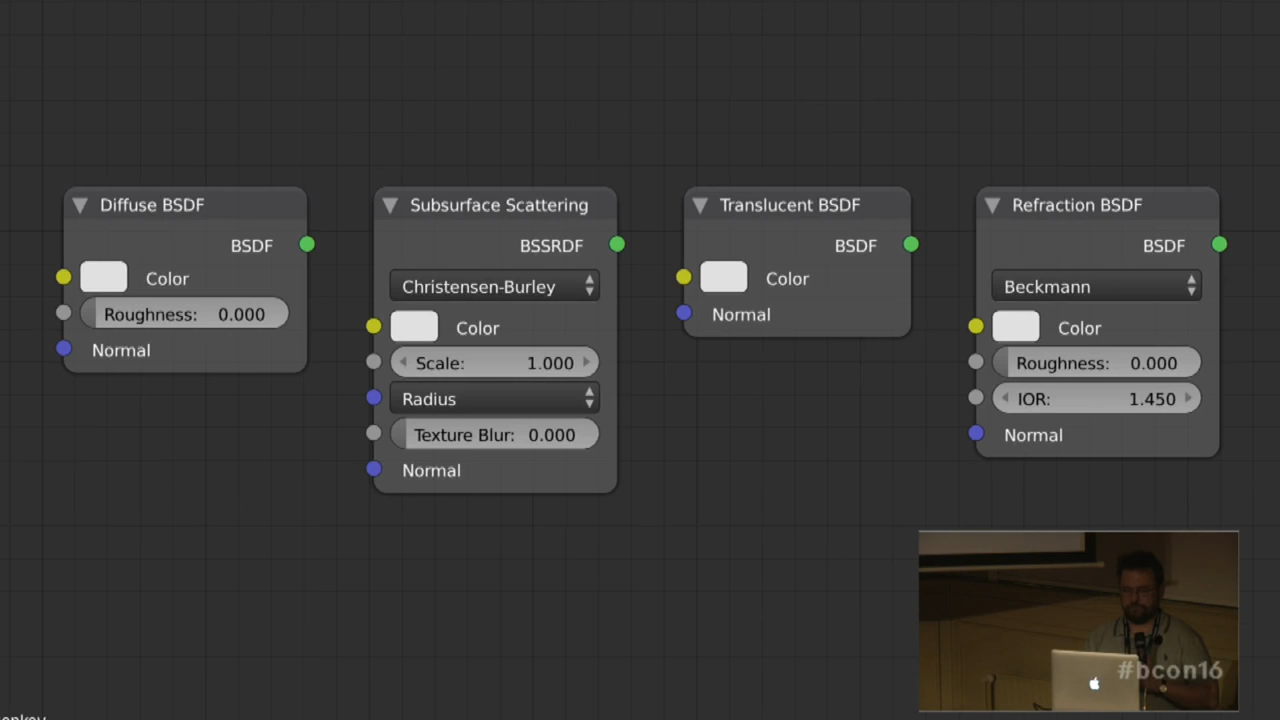 Diffuse BSDF
BSDF
Color
Roughness: 0.000
Normal
Subsurface Scattering
BSSRDF
Christensen-Burley
Color
Scale: 1.000
Radius
Texture Blur: 0.000
Normal
Translucent BSDF
BSDF
Color
Normal
Refraction BSDF
BSDF
Beckmann
Color
Roughness: 0.000
IOR: 1.450
Normal
#bcon16